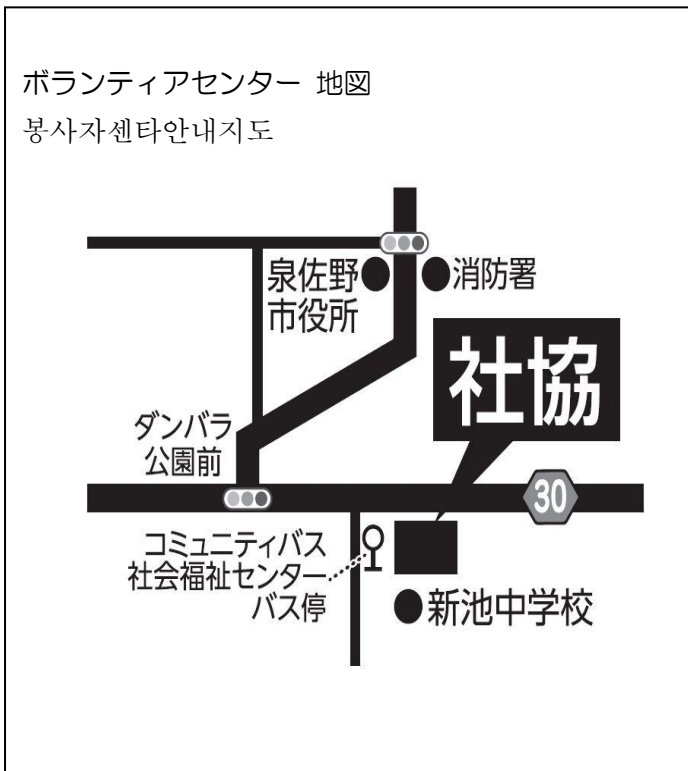 ボランティアセンター 地図
봉사자센타안내지도
泉佐野
市役所
消防署
社協
ダンバラ
公園前
30
コミュニティバス
社会福祉センター
バス停
新池中学校